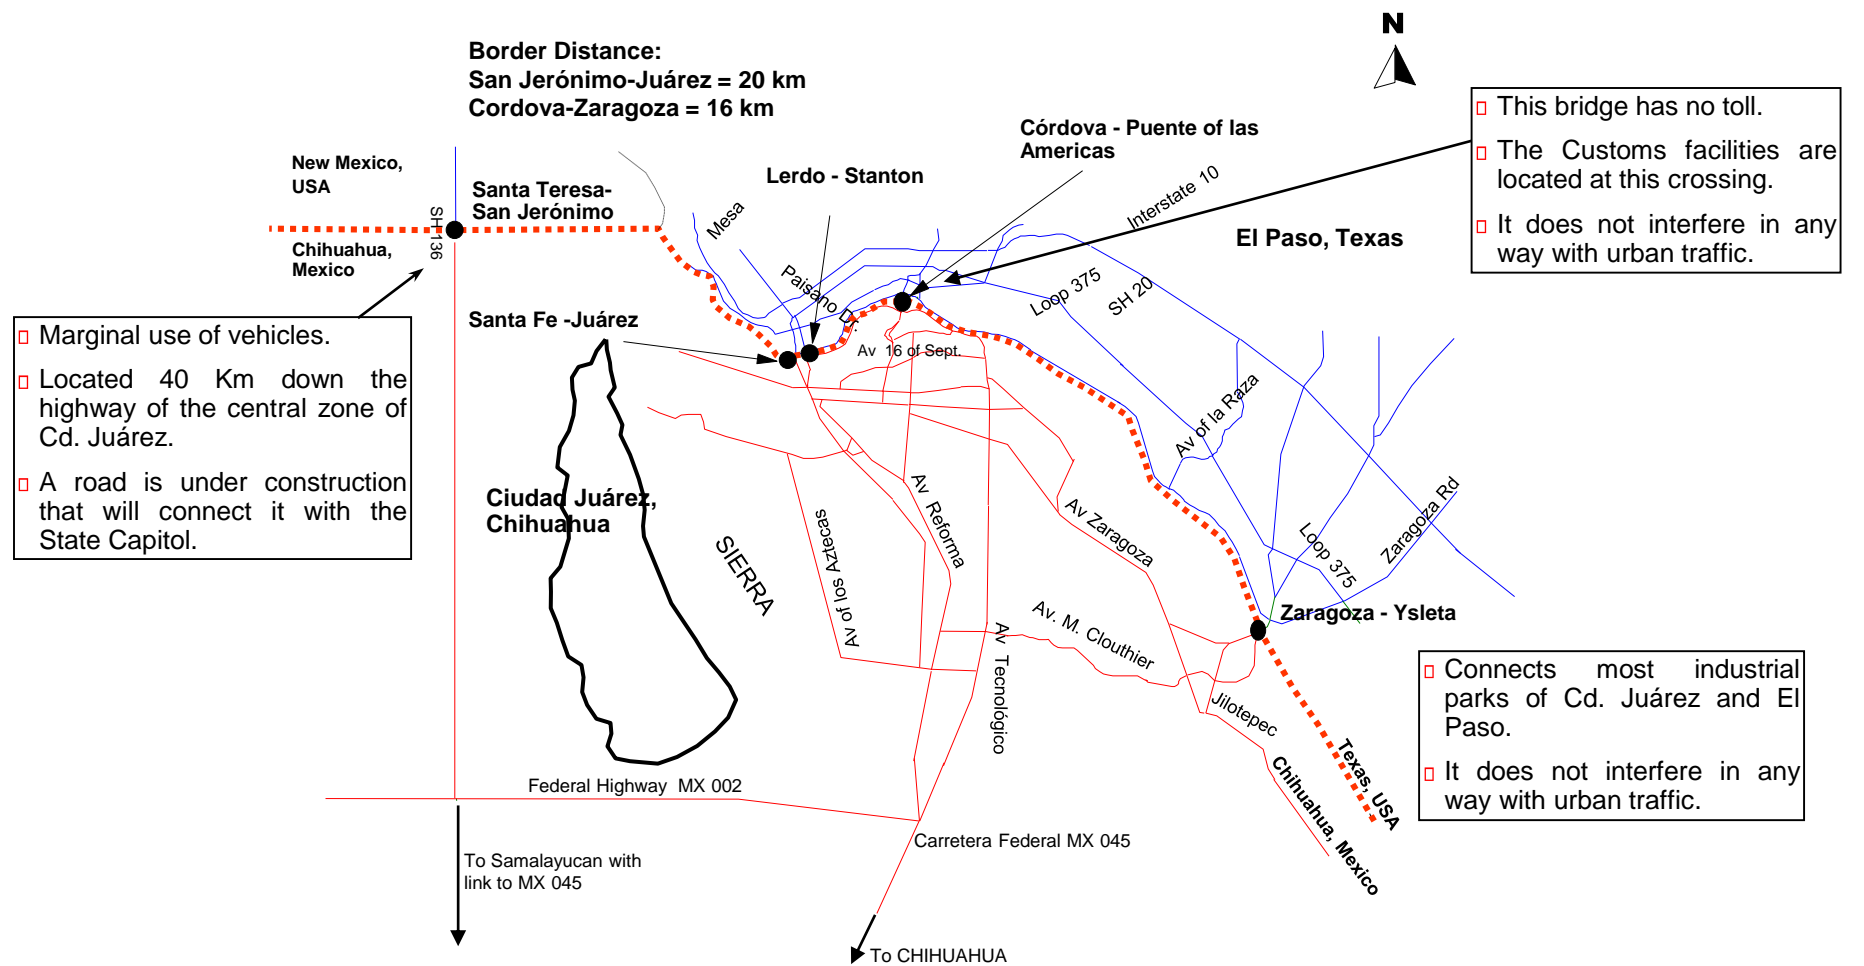 N
Border Distance:
San Jerónimo-Juárez = 20 km
Cordova-Zaragoza = 16 km
This bridge has no toll.
The Customs facilities are
located at this crossing.
It does not interfere in any
way with urban traffic.
Córdova - Puente of las
Americas
Lerdo - Stanton
New Mexico,
USA
Santa Teresa-
San Jerónimo
SH 136
Chihuahua,
Mexico
Mesa
Interstate 10
El Paso, Texas
Paisano Dr.
Loop 375
SH 20
Santa Fe -Juárez
Av 16 of Sept.
Marginal use of vehicles.
Located 40 Km down the
highway of the central zone of
Cd. Juárez.
A road is under construction
that will connect it with the
State Capitol.
Av of la Raza
Ciudad Juárez,
Chihuahua
SIERRA
Av of los Aztecas
Av Reforma
Av Zaragoza
Loop 375
Zaragoza Rd
Zaragoza - Ysleta
Av. M. Clouthier
Av Tecnológico
Jilotepec
Connects most industrial
parks of Cd. Juárez and El
Paso.
It does not interfere in any
way with urban traffic.
Texas, USA
Chihuahua, Mexico
Federal Highway MX 002
Carretera Federal MX 045
To Samalayucan with
link to MX 045
To CHIHUAHUA